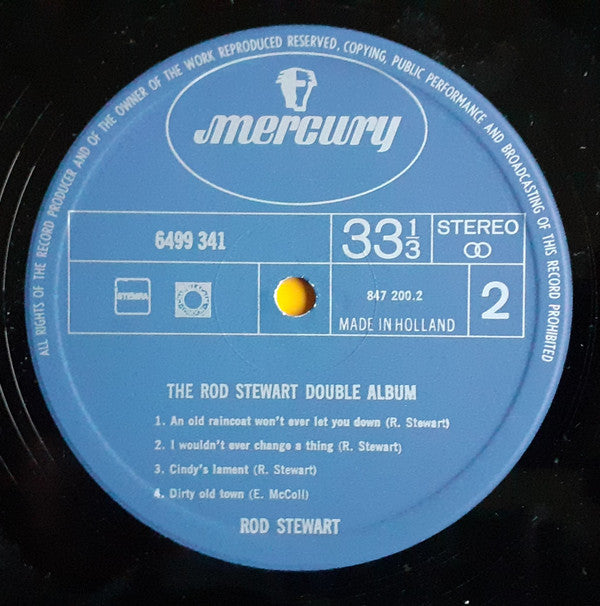 ALL RIGHTS OF THE RECORD PRODUCER AND OF THE OWNER OF THE WORK REPRODUCED RESERVED, COPYING, PUBLIC PERFORMANCE AND BROADCASTING OF THIS RECORD PROHIBITED
mercury
6499 341
33 1/3
STEREO
STEMRA
847 200.2
MADE IN HOLLAND
2
THE ROD STEWART DOUBLE ALBUM
1. An old raincoat won't ever let you down (R. Stewart)
2. I wouldn't ever change a thing (R. Stewart)
3. Cindy's lament (R. Stewart)
4. Dirty old town (E. McColl)
ROD STEWART